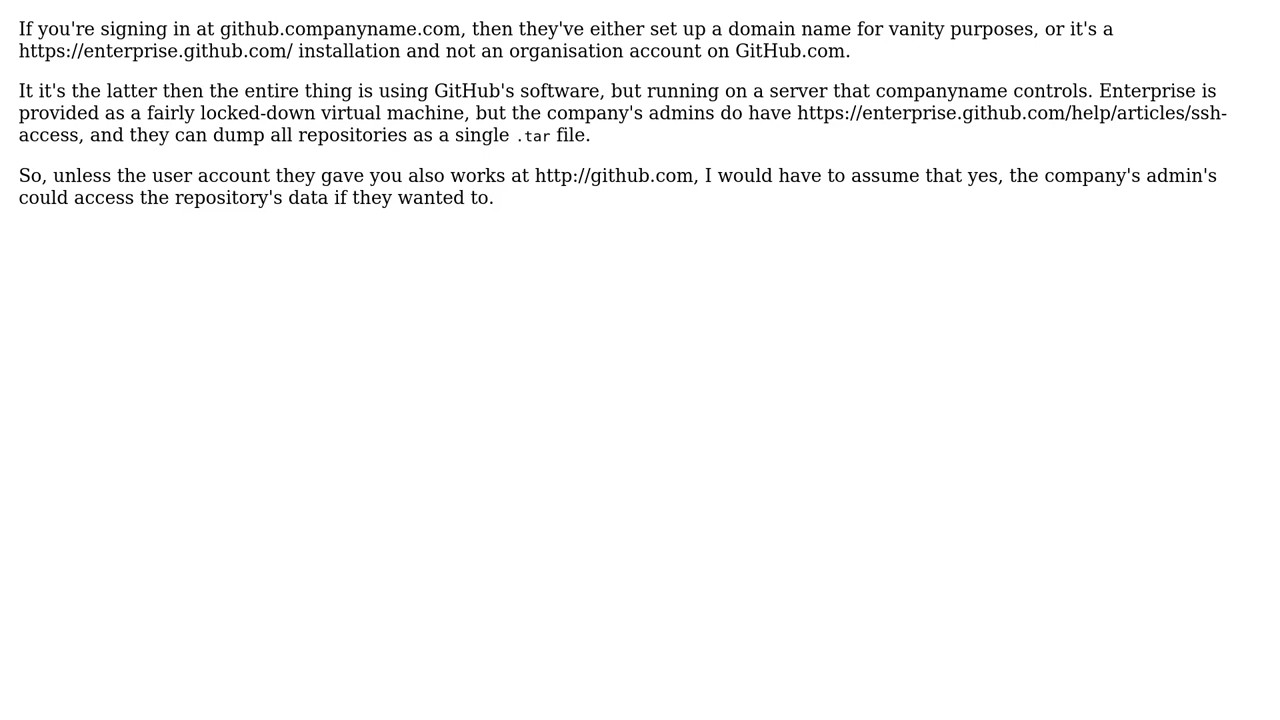 If you're signing in at github.companyname.com, then they've either set up a domain name for vanity purposes, or it's a
https://enterprise.github.com/ installation and not an organisation account on GitHub.com.
It it's the latter then the entire thing is using GitHub's software, but running on a server that companyname controls. Enterprise is
provided as a fairly locked-down virtual machine, but the company's admins do have https://enterprise.github.com/help/articles/ssh-
access, and they can dump all repositories as a single .tar file.
So, unless the user account they gave you also works at http://github.com, I would have to assume that yes, the company's admin's
could access the repository's data if they wanted to.